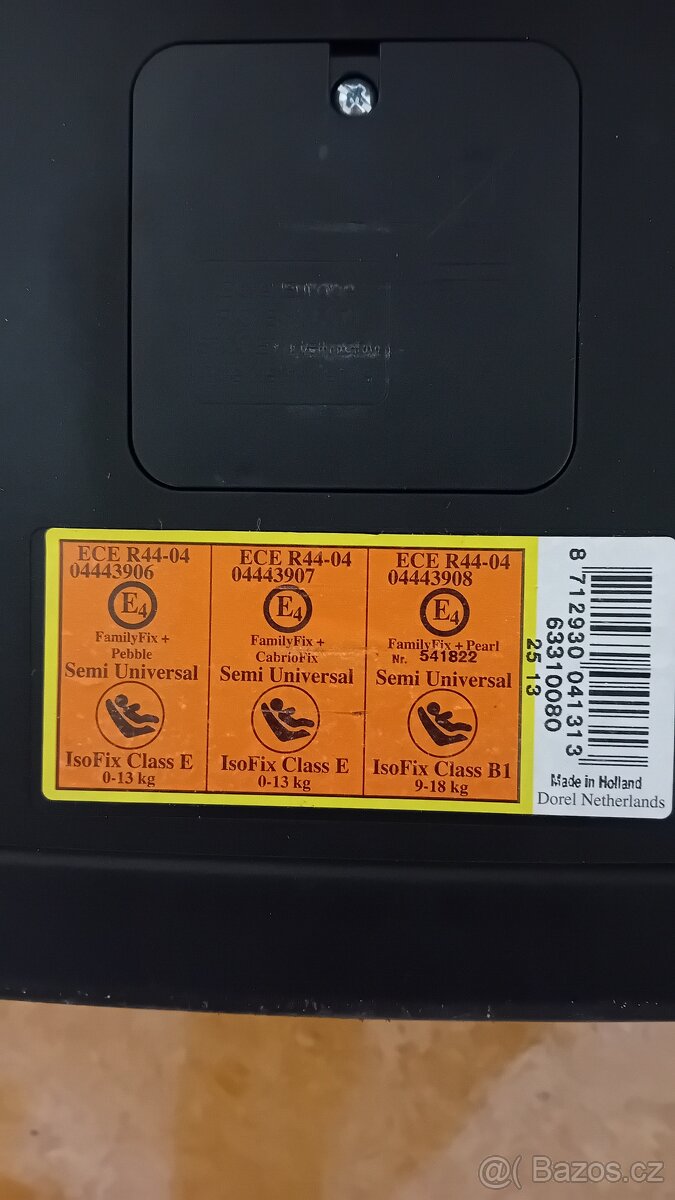 ECE R44-04
04443906
E4
FamilyFix +
Pebble
Semi Universal
IsoFix Class E
0-13 kg
ECE R44-04
04443907
E4
FamilyFix +
CabrioFix
Semi Universal
IsoFix Class E
0-13 kg
ECE R44-04
04443908
E4
FamilyFix + Pearl
Nr. 541822
Semi Universal
IsoFix Class B1
9-18 kg
25 13
63310080
8 712930 041313
Made in Holland
Dorel Netherlands
@( Bazos.cz